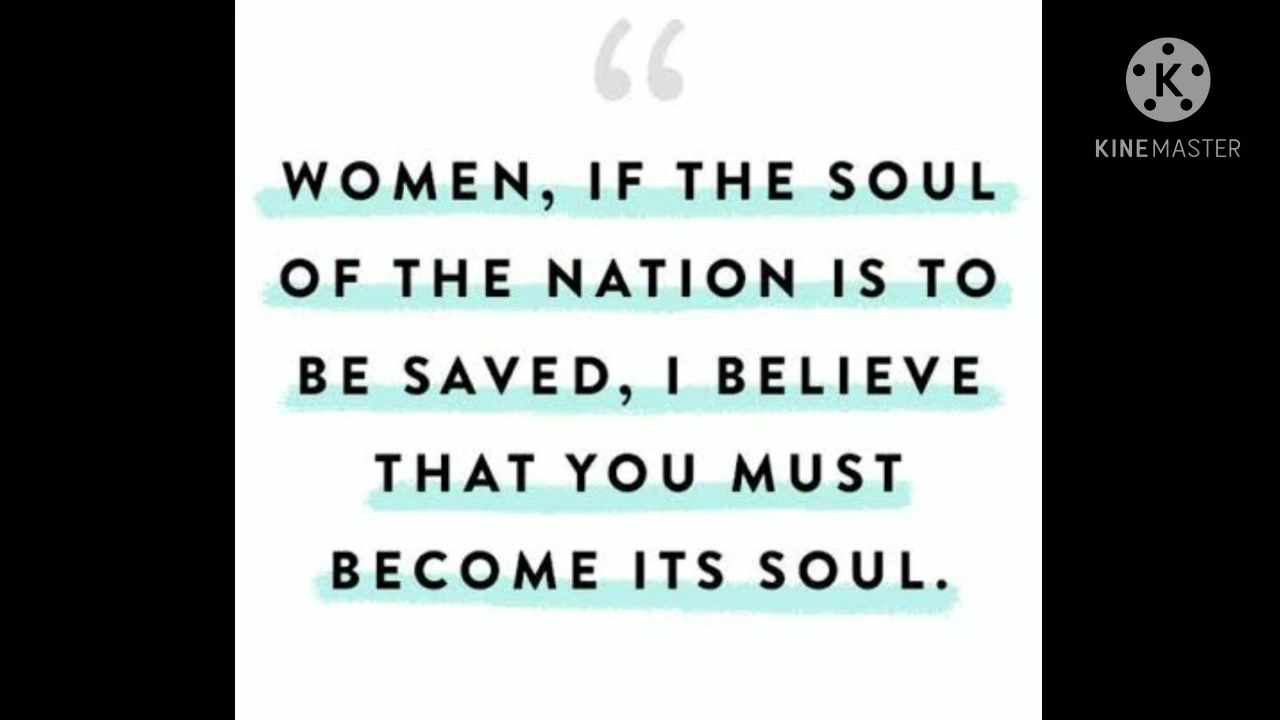 “
WOMEN, IF THE SOUL
OF THE NATION IS TO
BE SAVED, I BELIEVE
THAT YOU MUST
BECOME ITS SOUL.
K
KINEMASTER